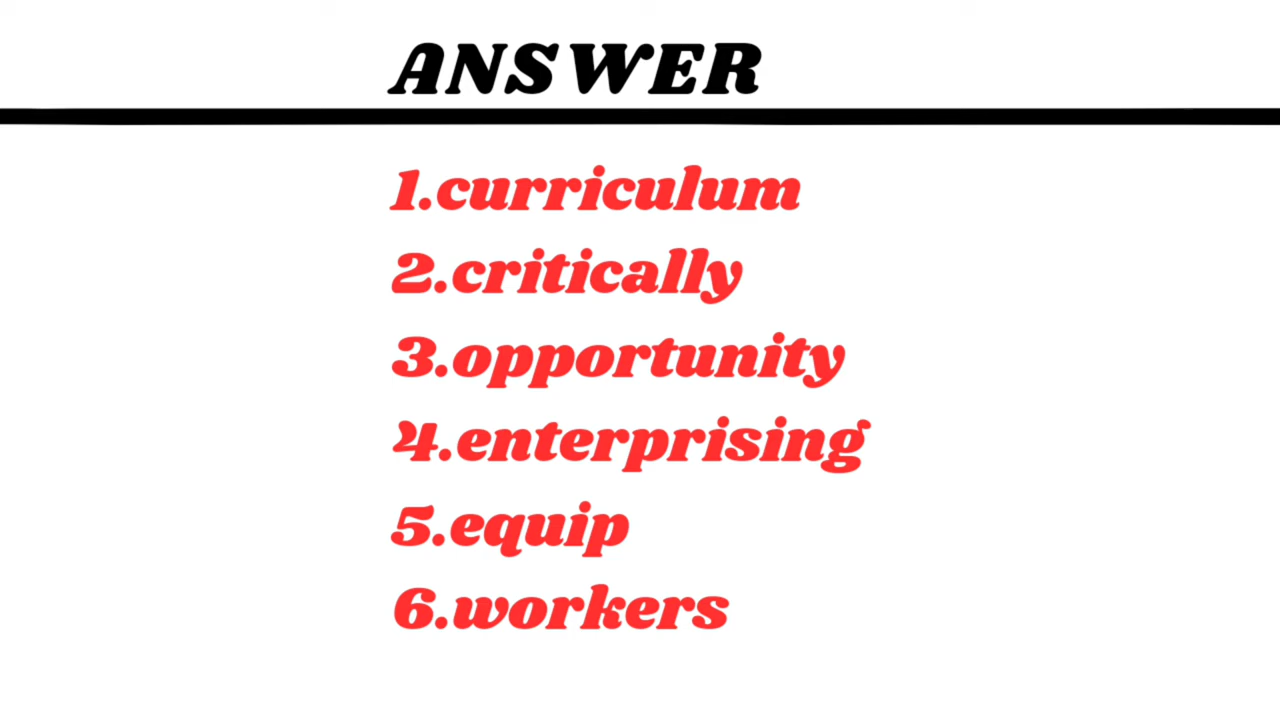 ANSWER
1.curriculum
2.critically
3.opportunity
4.enterprising
5.equip
6.workers